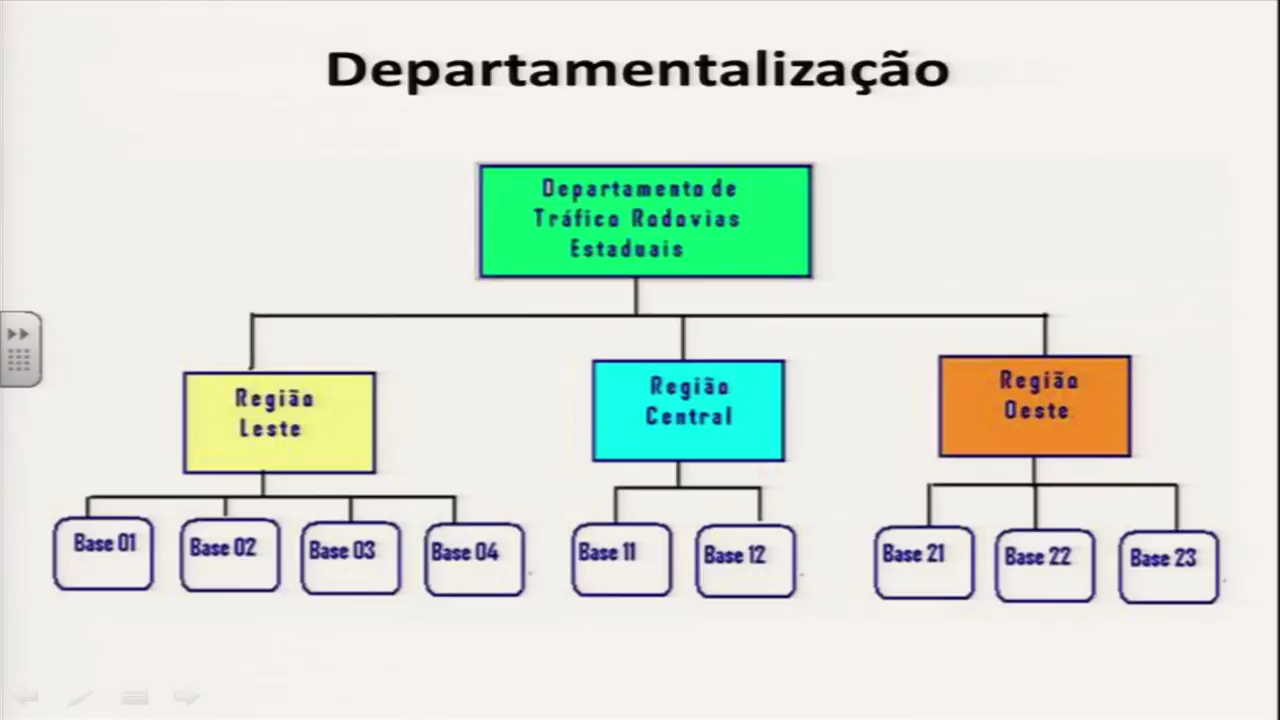 Departamentalização
Departamento de
Tráfico Rodovias
Estaduais
Região
Leste
Região
Central
Região
Oeste
Base 01
Base 02
Base 03
Base 04
Base 11
Base 12
Base 21
Base 22
Base 23